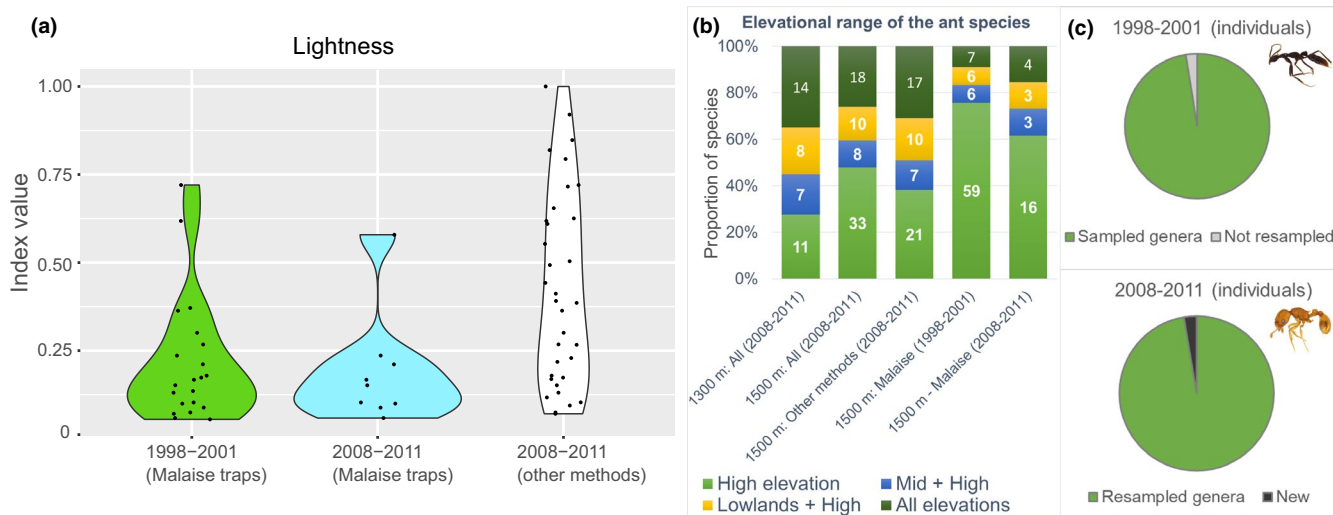 (a)
Lightness
Index value
1.00
0.75
0.50
0.25
0
1998−2001
(Malaise traps)
2008−2011
(Malaise traps)
2008−2011
(other methods)
(b)
Elevational range of the ant species
Proportion of species
100%
80%
60%
40%
20%
0%
14
8
7
11
18
10
8
33
17
10
7
21
7
6
6
59
4
3
3
16
1300 m: All (2008-2011)
1500 m: All (2008-2011)
1500 m: Other methods (2008-2011)
1500 m: Malaise (1998-2001)
1500 m - Malaise (2008-2011)
High elevation
Mid + High
Lowlands + High
All elevations
(c)
1998-2001 (individuals)
Sampled genera
Not resampled
2008-2011 (individuals)
Resampled genera
New